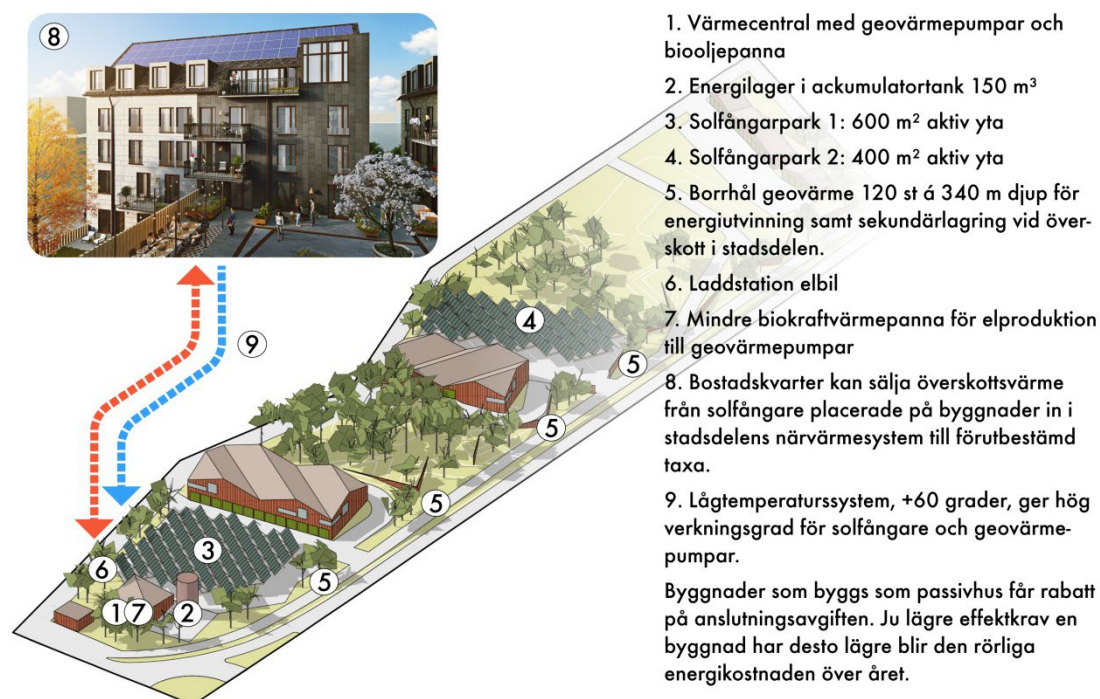 8
9
4
5
5
5
3
6
5
1
7
2
1. Värmecentral med geovärmepumpar och
biooljepanna
2. Energilager i ackumulatortank 150 m³
3. Solfångarpark 1: 600 m² aktiv yta
4. Solfångarpark 2: 400 m² aktiv yta
5. Borrhål geovärme 120 st á 340 m djup för
energiutvinning samt sekundärlagring vid över-
skott i stadsdelen.
6. Laddstation elbil
7. Mindre biokraftvärmepanna för elproduktion
till geovärmepumpar
8. Bostadskvarter kan sälja överskottsvärme
från solfångare placerade på byggnader in i
stadsdelens närvärmesystem till förutbestämd
taxa.
9. Lågtemperaturssystem, +60 grader, ger hög
verkningsgrad för solfångare och geovärme-
pumpar.
Byggnader som byggs som passivhus får rabatt
på anslutningsavgiften. Ju lägre effektkrav en
byggnad har desto lägre blir den rörliga
energikostnaden över året.